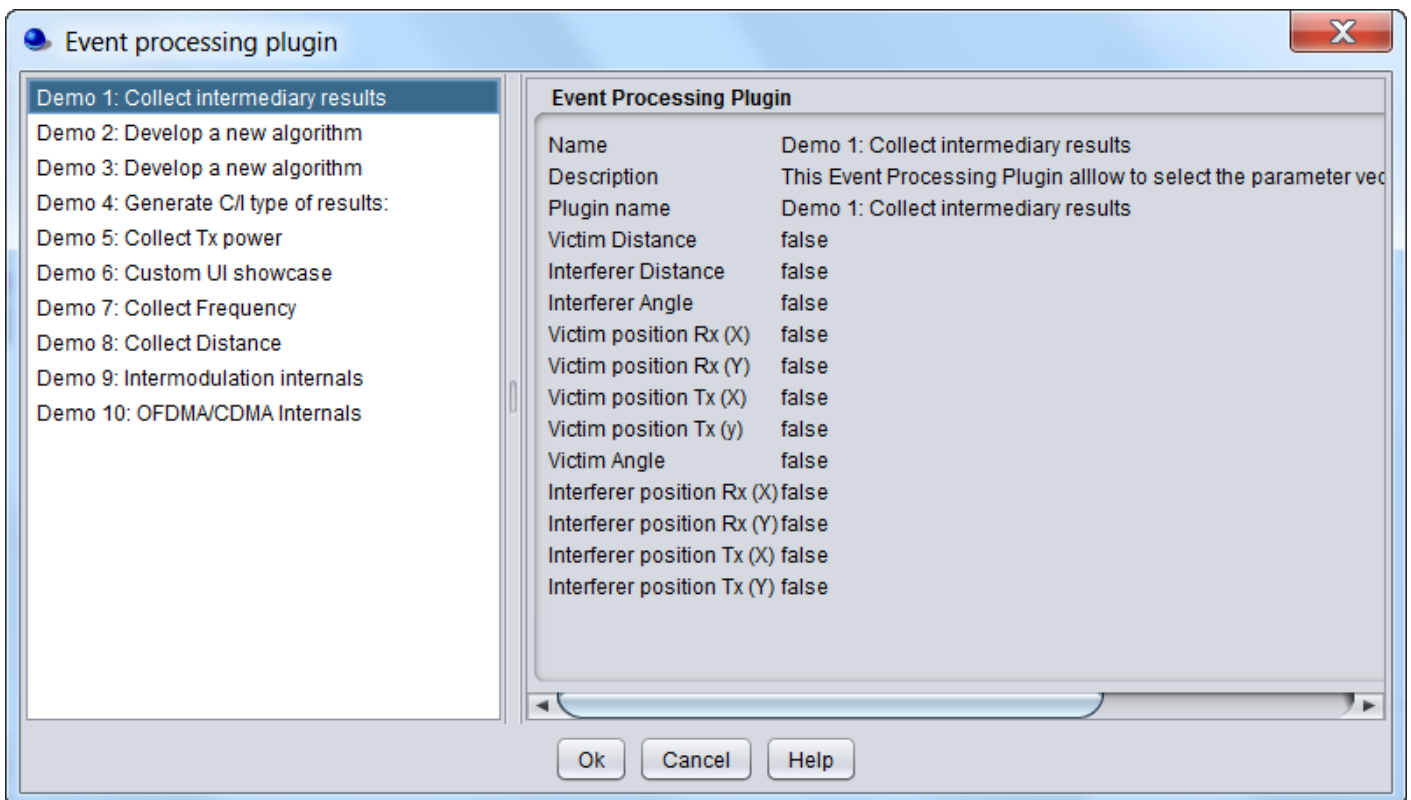 Event processing plugin
Demo 1: Collect intermediary results
Demo 2: Develop a new algorithm
Demo 3: Develop a new algorithm
Demo 4: Generate C/I type of results:
Demo 5: Collect Tx power
Demo 6: Custom UI showcase
Demo 7: Collect Frequency
Demo 8: Collect Distance
Demo 9: Intermodulation internals
Demo 10: OFDMA/CDMA Internals
Event Processing Plugin
Name Demo 1: Collect intermediary results
Description This Event Processing Plugin alllow to select the parameter vec
Plugin name Demo 1: Collect intermediary results
Victim Distance false
Interferer Distance false
Interferer Angle false
Victim position Rx (X) false
Victim position Rx (Y) false
Victim position Tx (X) false
Victim position Tx (y) false
Victim Angle false
Interferer position Rx (X) false
Interferer position Rx (Y) false
Interferer position Tx (X) false
Interferer position Tx (Y) false
Ok Cancel Help